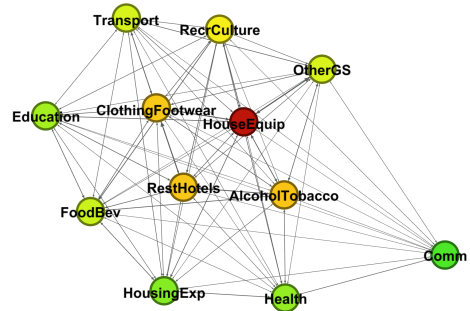 Transport
RecrCulture
OtherGS
ClothingFootwear
Education
HouseEquip
RestHotels
AlcoholTobacco
FoodBev
Comm
HousingExp
Health